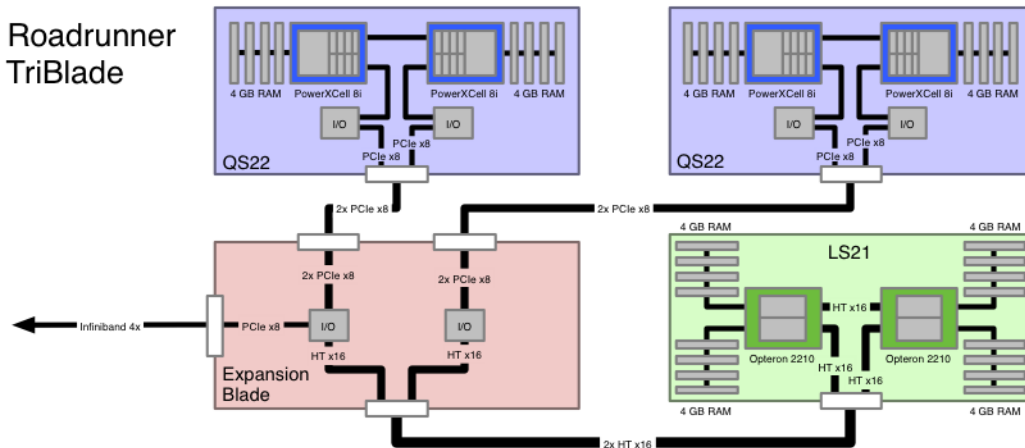 Roadrunner
TriBlade
4 GB RAM
PowerXCell 8i
PowerXCell 8i
4 GB RAM
I/O
I/O
PCIe x8
PCIe x8
QS22
4 GB RAM
PowerXCell 8i
PowerXCell 8i
4 GB RAM
I/O
I/O
PCIe x8
PCIe x8
QS22
2x PCIe x8
2x PCIe x8
2x PCIe x8
2x PCIe x8
Infiniband 4x
PCIe x8
I/O
I/O
HT x16
HT x16
Expansion
Blade
4 GB RAM
4 GB RAM
LS21
HT x16
Opteron 2210
Opteron 2210
HT x16
HT x16
4 GB RAM
4 GB RAM
2x HT x16